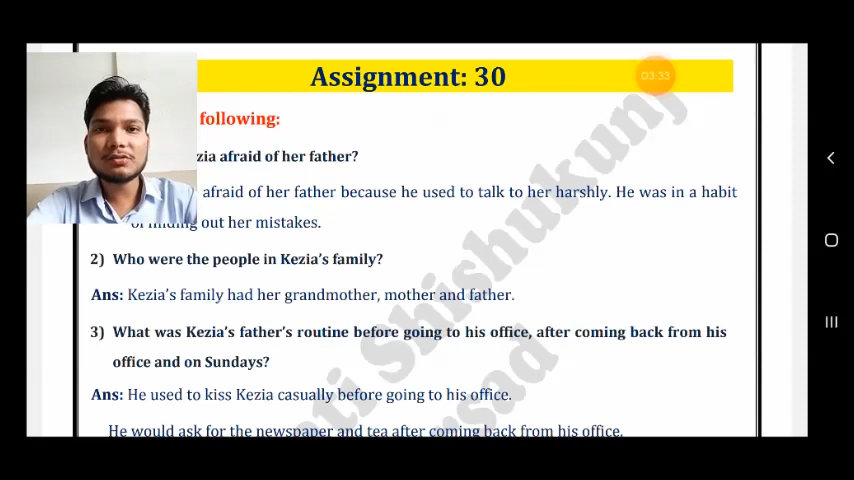 Assignment: 30
03:33
following:
zia afraid of her father?
afraid of her father because he used to talk to her harshly. He was in a habit
of finding out her mistakes.
2) Who were the people in Kezia's family?
Ans: Kezia's family had her grandmother, mother and father.
3) What was Kezia's father's routine before going to his office, after coming back from his
office and on Sundays?
Ans: He used to kiss Kezia casually before going to his office.
He would ask for the newspaper and tea after coming back from his office.
Shishukunj